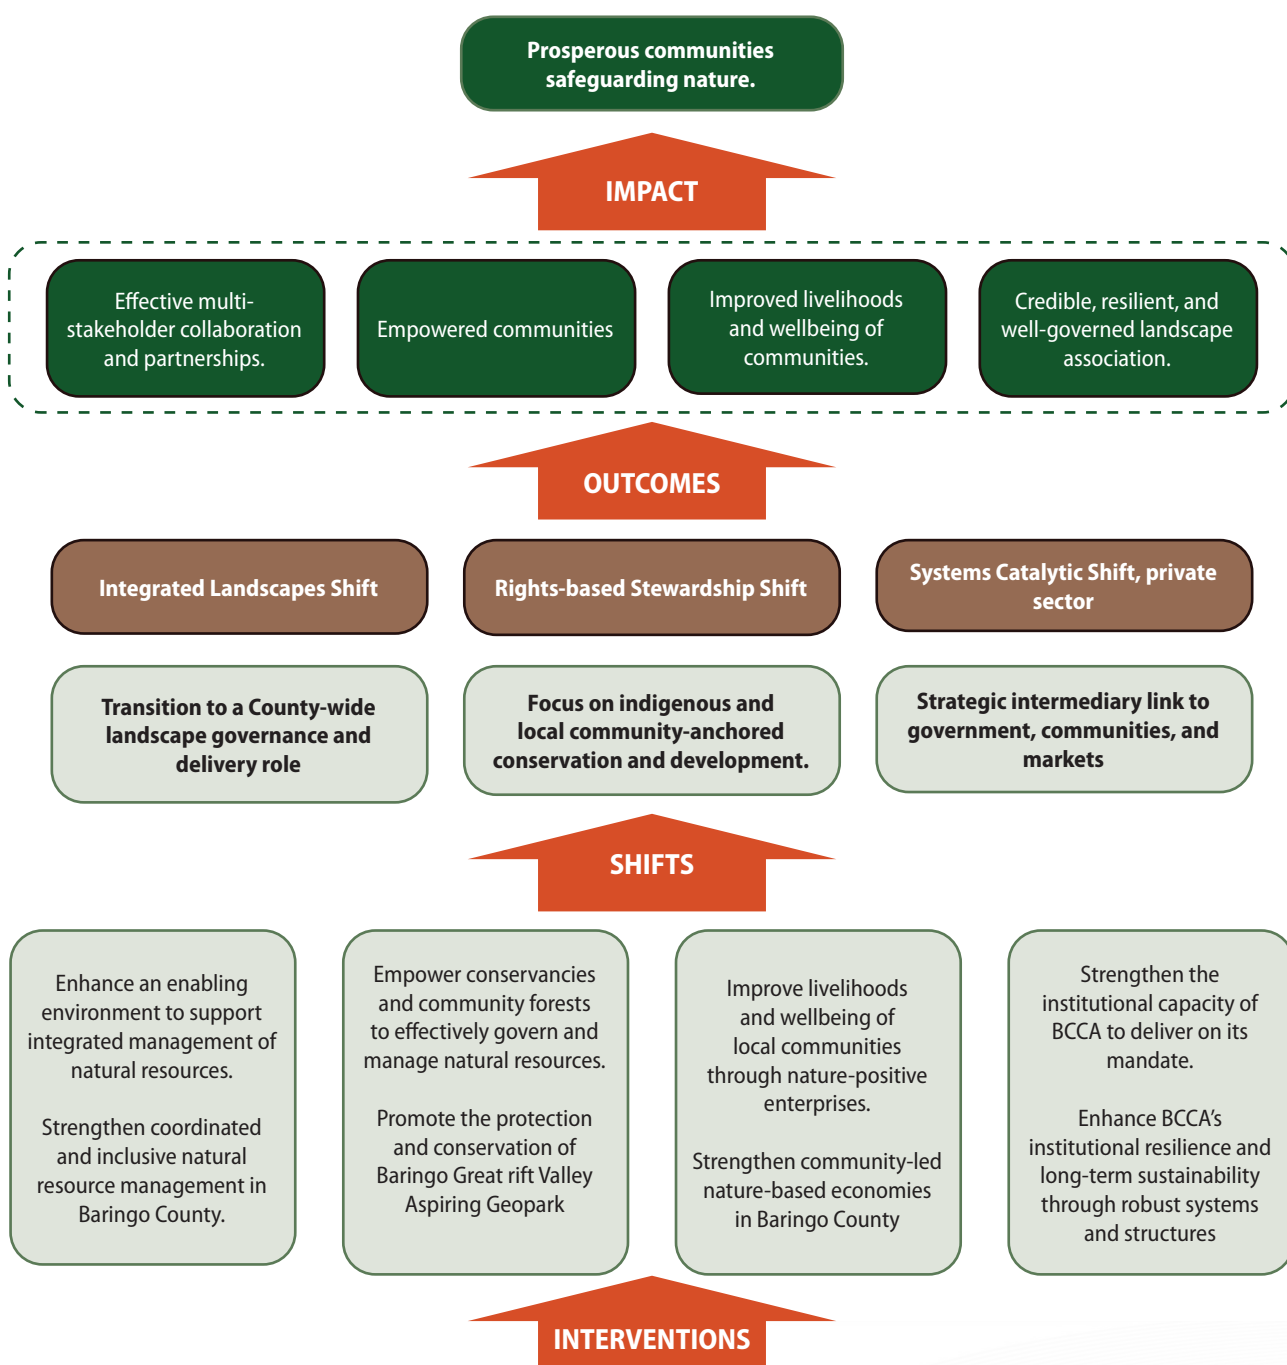 Prosperous communities
safeguarding nature.
IMPACT
Effective multi-
stakeholder collaboration
and partnerships.
Empowered communities
Improved livelihoods
and wellbeing of
communities.
Credible, resilient, and
well-governed landscape
association.
OUTCOMES
Integrated Landscapes Shift
Rights-based Stewardship Shift
Systems Catalytic Shift, private
sector
Transition to a County-wide
landscape governance and
delivery role
Focus on indigenous and
local community-anchored
conservation and development.
Strategic intermediary link to
government, communities, and
markets
SHIFTS
Enhance an enabling
environment to support
integrated management of
natural resources.
Strengthen coordinated
and inclusive natural
resource management in
Baringo County.
Empower conservancies
and community forests
to effectively govern and
manage natural resources.
Promote the protection
and conservation of
Baringo Great rift Valley
Aspiring Geopark
Improve livelihoods
and wellbeing of
local communities
through nature-positive
enterprises.
Strengthen community-led
nature-based economies
in Baringo County
Strengthen the
institutional capacity of
BCCA to deliver on its
mandate.
Enhance BCCA’s
institutional resilience and
long-term sustainability
through robust systems
and structures
INTERVENTIONS